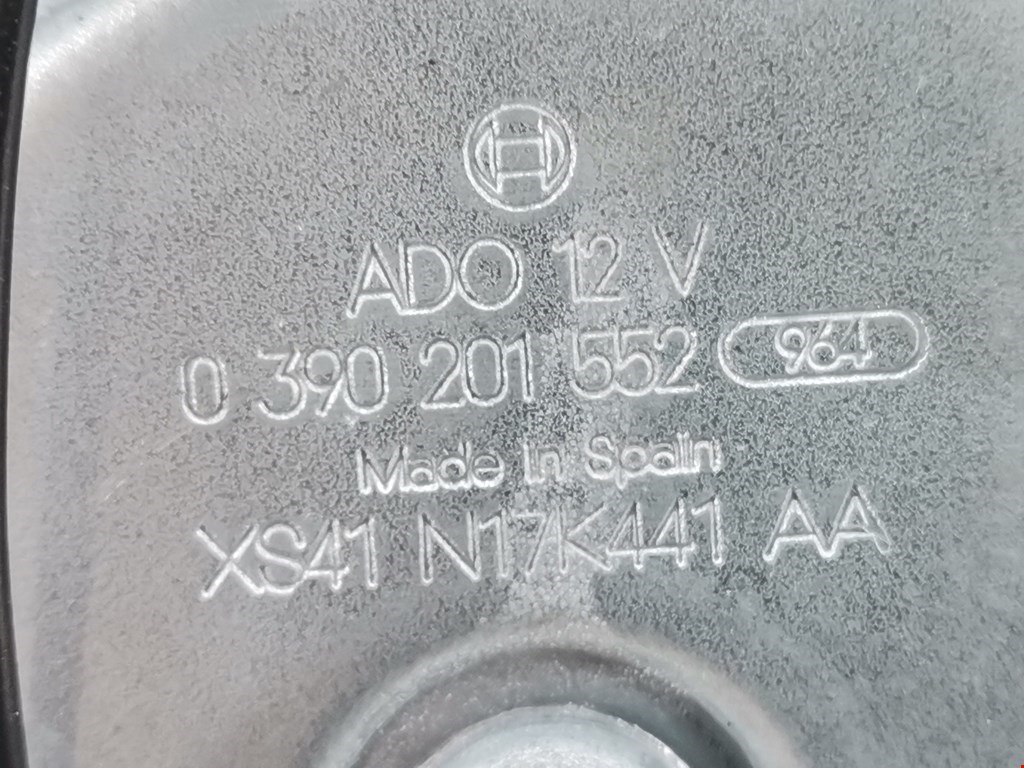 ADO 12 V
0 390 201 552 964
Made in Spain
XS41 N17K441 AA